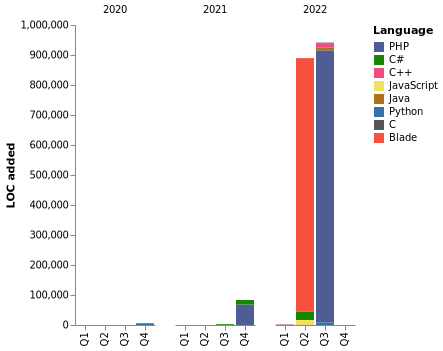 2020 2021 2022
1,000,000
900,000
800,000
700,000
600,000
500,000
400,000
300,000
200,000
100,000
0
LOC added
Q1 Q2 Q3 Q4 Q1 Q2 Q3 Q4 Q1 Q2 Q3 Q4
Language
PHP
C#
C++
JavaScript
Java
Python
C
Blade